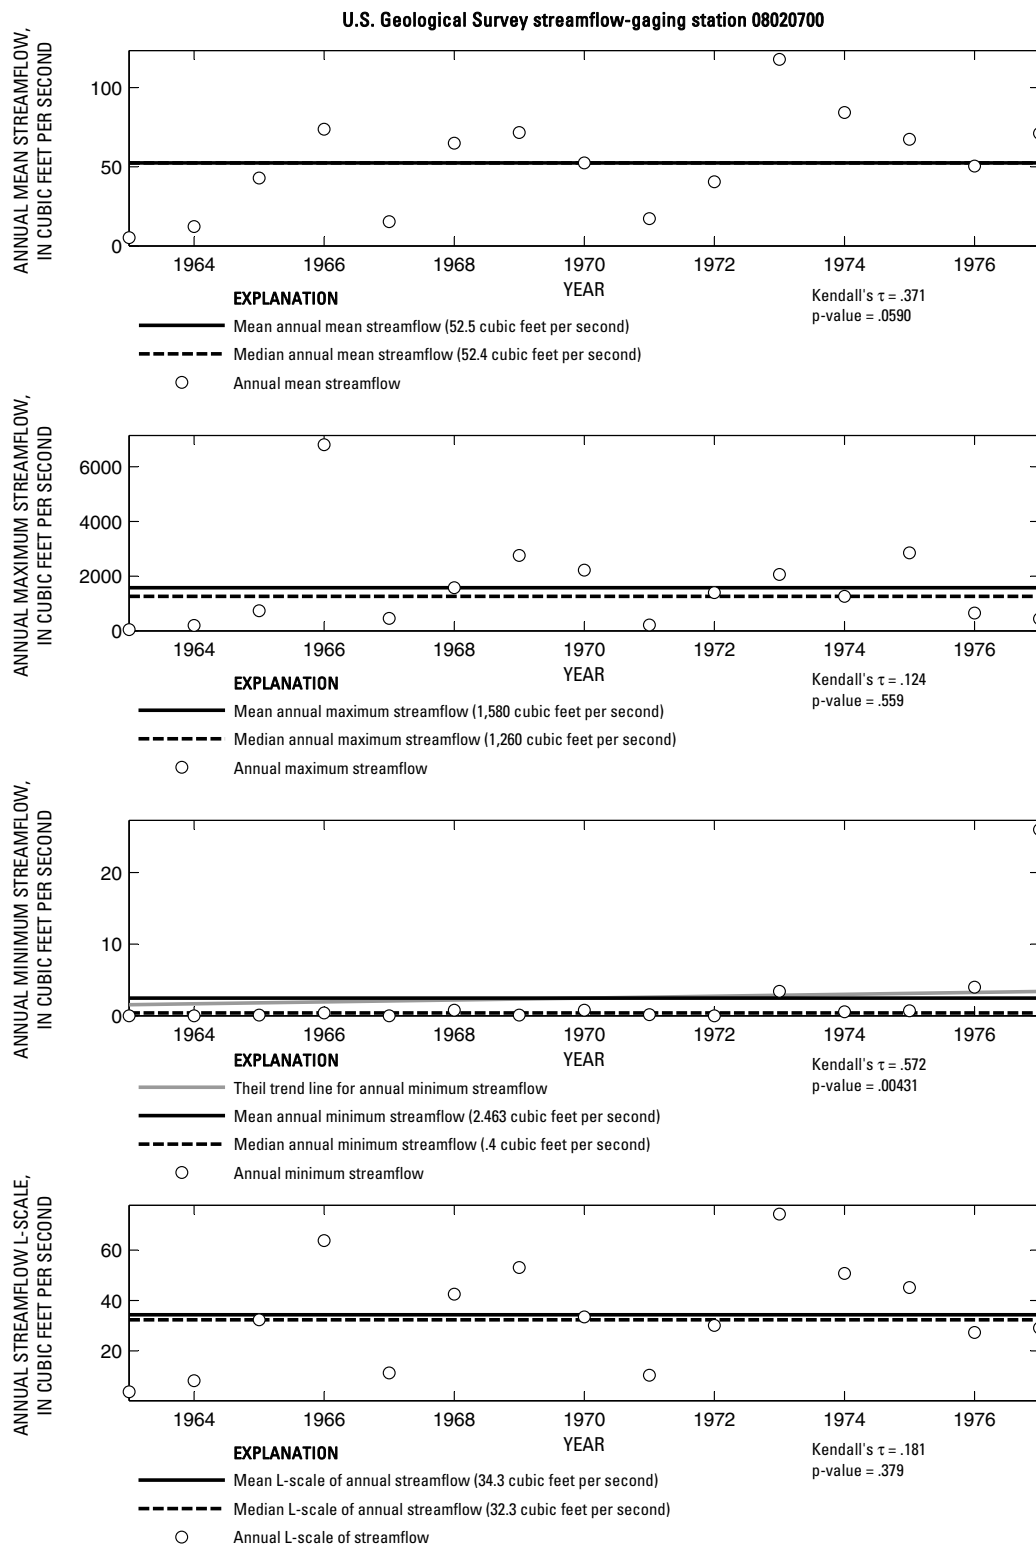 U.S. Geological Survey streamflow-gaging station 08020700
ANNUAL MEAN STREAMFLOW,
IN CUBIC FEET PER SECOND
100
50
0
1964 1966 1968 1970 1972 1974 1976
YEAR
Kendall's τ = .371
p-value = .0590
EXPLANATION
Mean annual mean streamflow (52.5 cubic feet per second)
Median annual mean streamflow (52.4 cubic feet per second)
Annual mean streamflow
ANNUAL MAXIMUM STREAMFLOW,
IN CUBIC FEET PER SECOND
6000
4000
2000
0
1964 1966 1968 1970 1972 1974 1976
YEAR
Kendall's τ = .124
p-value = .559
EXPLANATION
Mean annual maximum streamflow (1,580 cubic feet per second)
Median annual maximum streamflow (1,260 cubic feet per second)
Annual maximum streamflow
ANNUAL MINIMUM STREAMFLOW,
IN CUBIC FEET PER SECOND
20
10
0
1964 1966 1968 1970 1972 1974 1976
YEAR
Kendall's τ = .572
p-value = .00431
EXPLANATION
Theil trend line for annual minimum streamflow
Mean annual minimum streamflow (2.463 cubic feet per second)
Median annual minimum streamflow (.4 cubic feet per second)
Annual minimum streamflow
ANNUAL STREAMFLOW L-SCALE,
IN CUBIC FEET PER SECOND
60
40
20
1964 1966 1968 1970 1972 1974 1976
YEAR
Kendall's τ = .181
p-value = .379
EXPLANATION
Mean L-scale of annual streamflow (34.3 cubic feet per second)
Median L-scale of annual streamflow (32.3 cubic feet per second)
Annual L-scale of streamflow